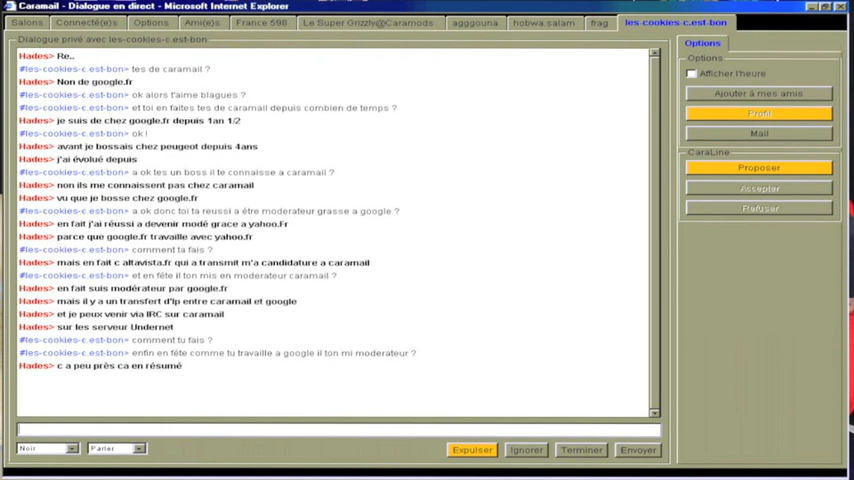 Caramail - Dialogue en direct - Microsoft Internet Explorer
Salons
Connecté(e)s
Options
Ami(e)s
France 598
Le Super Grizzly@Caramods
agggouna
hobwa salam
frag
les-cookies-c.est-bon
Dialogue privé avec les-cookies-c.est-bon:
Hades> Re..
#les-cookies-c.est-bon> tes de caramail ?
Hades> Non de google.fr
#les-cookies-c.est-bon> ok alors t'aime blagues ?
#les-cookies-c.est-bon> et toi en faites tes de caramail depuis combien de temps ?
Hades> je suis de chez google.fr depuis 1an 1/2
#les-cookies-c.est-bon> ok !
Hades> avant je bossais chez peugeot depuis 4ans
Hades> j'ai évolué depuis
#les-cookies-c.est-bon> a ok tes un boss il te connaisse a caramail ?
Hades> non ils me connaissent pas chez caramail
Hades> vu que je bosse chez google.fr
#les-cookies-c.est-bon> a ok donc toi ta reussi a étre moderateur grasse a google ?
Hades> en fait j'ai réussi a devenir modé grace a yahoo.Fr
Hades> parce que google.fr travaille avec yahoo.fr
#les-cookies-c.est-bon> comment ta fais ?
Hades> mais en fait c altavista.fr qui a transmit m'a candidature a caramail
#les-cookies-c.est-bon> et en fête il ton mis en moderateur caramail ?
Hades> en fait suis modérateur par google.fr
Hades> mais il y a un transfert d'Ip entre caramail et google
Hades> et je peux venir via IRC sur caramail
Hades> sur les serveur Undernet
#les-cookies-c.est-bon> comment tu fais ?
#les-cookies-c.est-bon> enfin en fête comme tu travaille a google il ton mi moderateur ?
Hades> c a peu près ca en résumé
Noir
Parler
Expulser
Ignorer
Terminer
Envoyer
Options
Options
Afficher l'heure
Ajouter à mes amis
Profil
Mail
CaraLine
Proposer
Accepter
Refuser